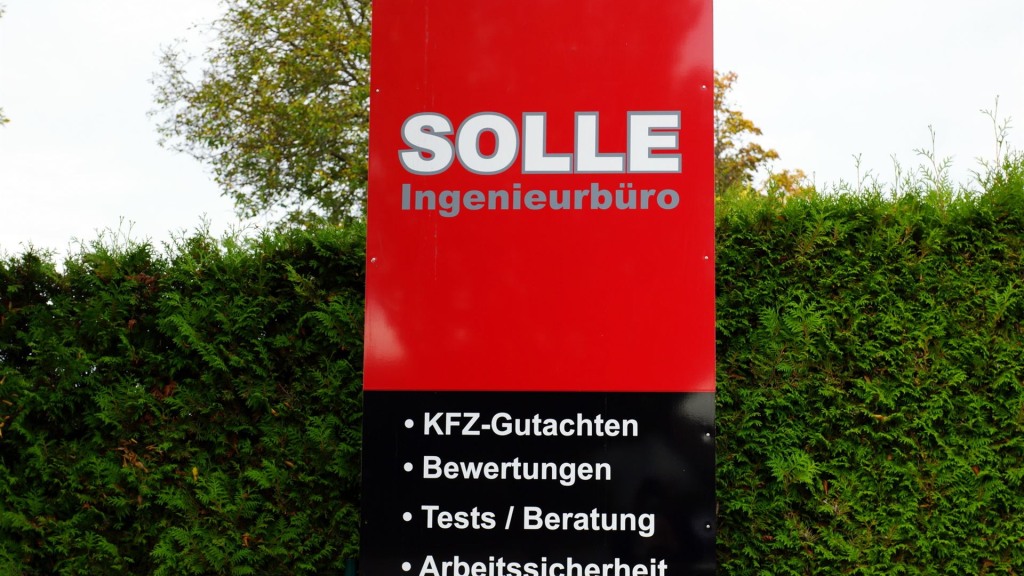 SOLLE
Ingenieurbüro
• KFZ-Gutachten
• Bewertungen
• Tests / Beratung
• Arbeitssicherheit